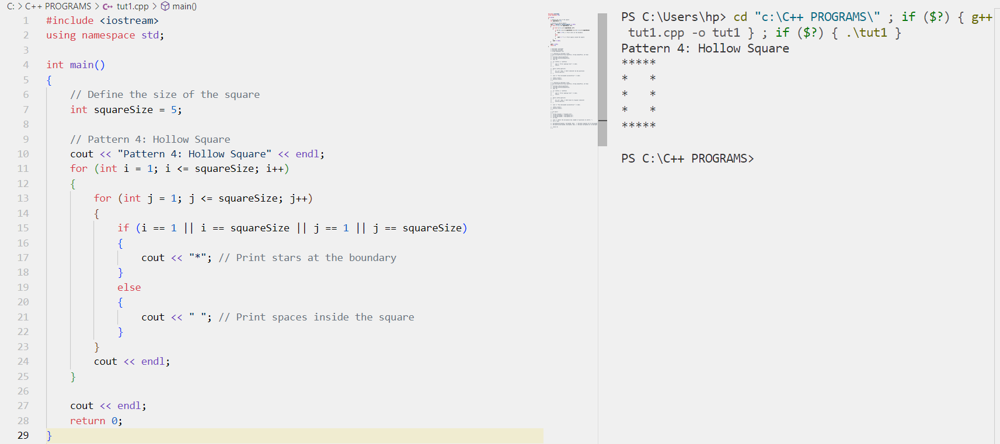 C: > C++ PROGRAMS > C++ tut1.cpp > main()
1 #include <iostream>
2 using namespace std;
3
4 int main()
5 {
6     // Define the size of the square
7     int squareSize = 5;
8
9     // Pattern 4: Hollow Square
10     cout << "Pattern 4: Hollow Square" << endl;
11     for (int i = 1; i <= squareSize; i++)
12     {
13         for (int j = 1; j <= squareSize; j++)
14         {
15             if (i == 1 || i == squareSize || j == 1 || j == squareSize)
16             {
17                 cout << "*"; // Print stars at the boundary
18             }
19             else
20             {
21                 cout << " "; // Print spaces inside the square
22             }
23         }
24         cout << endl;
25     }
26
27     cout << endl;
28     return 0;
29 }
PS C:\Users\hp> cd "c:\C++ PROGRAMS\" ; if ($?) { g++
tut1.cpp -o tut1 } ; if ($?) { .\tut1 }
Pattern 4: Hollow Square
*****
*   *
*   *
*   *
*****
PS C:\C++ PROGRAMS>